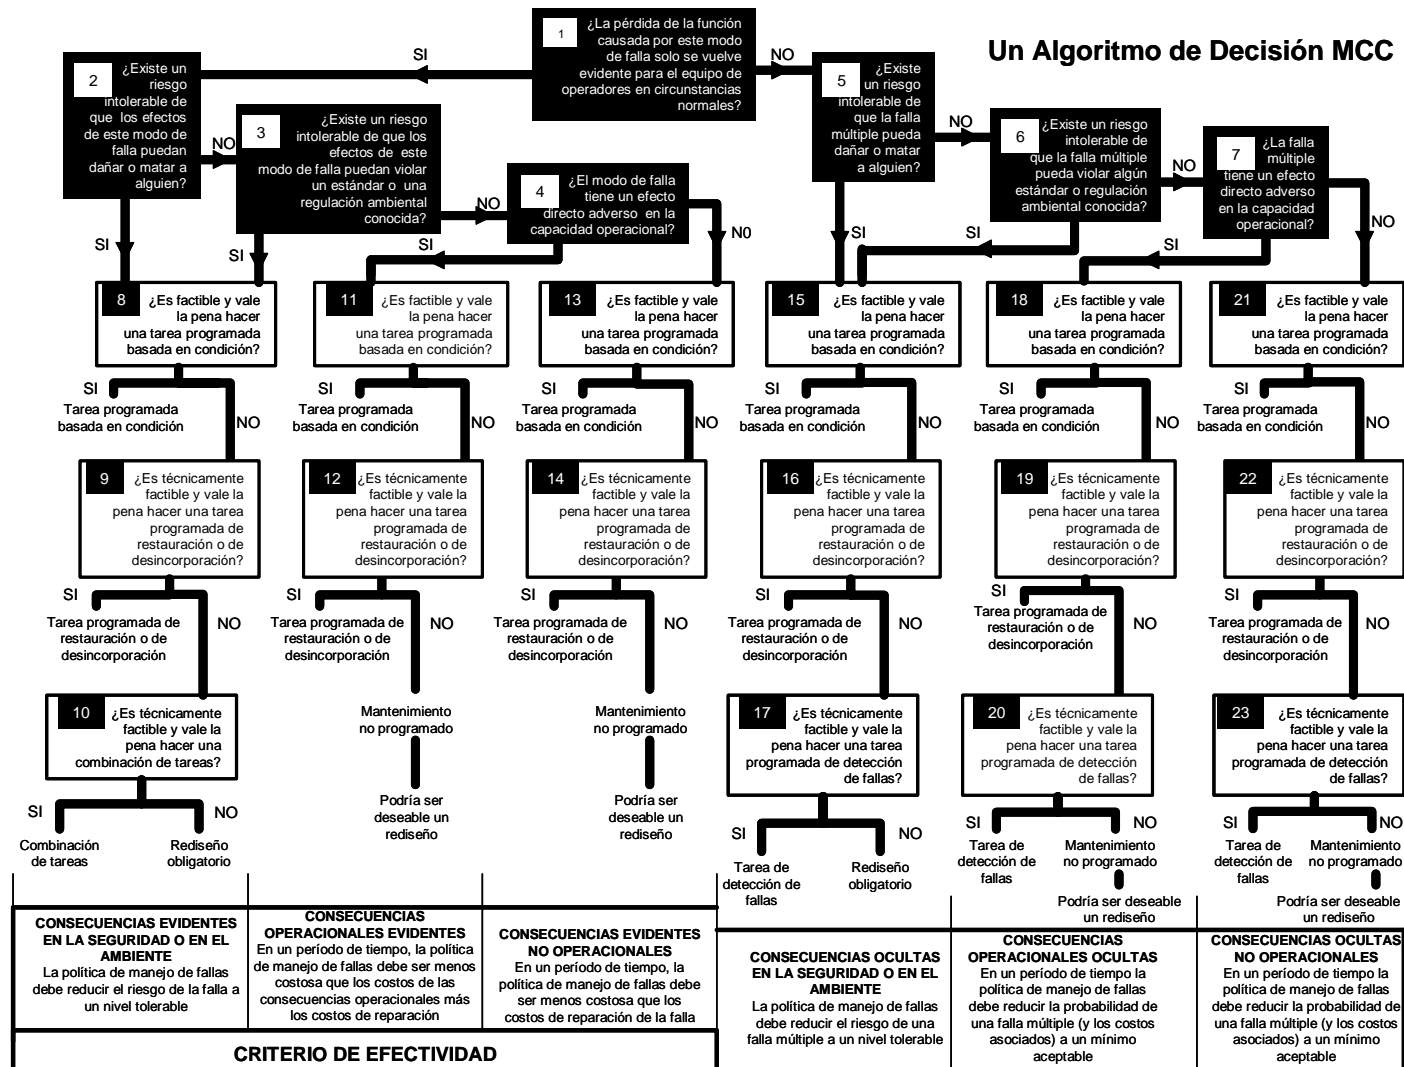 Un Algoritmo de Decisión MCC
1
¿La pérdida de la función
causada por este modo
de falla solo se vuelve
evidente para el equipo de
operadores en circunstancias
normales?
SI
NO
2
¿Existe un
riesgo
intolerable de
que los efectos
de este modo de
falla puedan
dañar o matar a
alguien?
NO
SI
3
¿Existe un riesgo
intolerable de que los
efectos de este
modo de falla puedan violar
un estándar o una
regulación ambiental
conocida?
NO
SI
4
¿El modo de falla
tiene un efecto
directo adverso en la
capacidad operacional?
SI
N0
5
¿Existe
un riesgo
intolerable de
que la falla
múltiple pueda
dañar o matar
a alguien?
NO
SI
6
¿Existe un riesgo
intolerable de
que la falla múltiple
pueda violar algún
estándar o regulación
ambiental conocida?
NO
SI
7
¿La falla
múltiple
tiene un efecto
directo adverso
en la capacidad
operacional?
SI
NO
8
¿Es factible y vale
la pena hacer
una tarea programada
basada en condición?
SI
NO
Tarea programada
basada en condición
11
¿Es factible y vale
la pena hacer
una tarea programada
basada en condición?
SI
NO
Tarea programada
basada en condición
13
¿Es factible y vale
la pena hacer
una tarea programada
basada en condición?
SI
NO
Tarea programada
basada en condición
15
¿Es factible y vale
la pena hacer
una tarea programada
basada en condición?
SI
NO
Tarea programada
basada en condición
18
¿Es factible y vale
la pena hacer
una tarea programada
basada en condición?
SI
NO
Tarea programada
basada en condición
21
¿Es factible y vale
la pena hacer
una tarea programada
basada en condición?
SI
NO
Tarea programada
basada en condición
9
¿Es técnicamente
factible y vale la
pena hacer una tarea
programada de
restauración o de
desincorporación?
SI
NO
Tarea programada de
restauración o de
desincorporación
12
¿Es técnicamente
factible y vale la
pena hacer una tarea
programada de
restauración o de
desincorporación?
SI
NO
Tarea programada de
restauración o de
desincorporación
14
¿Es técnicamente
factible y vale la
pena hacer una tarea
programada de
restauración o de
desincorporación?
SI
NO
Tarea programada de
restauración o de
desincorporación
16
¿Es técnicamente
factible y vale la
pena hacer una tarea
programada de
restauración o de
desincorporación?
SI
NO
Tarea programada de
restauración o de
desincorporación
19
¿Es técnicamente
factible y vale la
pena hacer una tarea
programada de
restauración o de
desincorporación?
SI
NO
Tarea programada de
restauración o de
desincorporación
22
¿Es técnicamente
factible y vale la
pena hacer una tarea
programada de
restauración o de
desincorporación?
SI
NO
Tarea programada de
restauración o de
desincorporación
10
¿Es técnicamente
factible y vale la
pena hacer una
combinación de tareas?
SI
NO
Combinación
de tareas
Rediseño
obligatorio
Mantenimiento
no programado
Podría ser
deseable un
rediseño
Mantenimiento
no programado
Podría ser
deseable un
rediseño
17
¿Es técnicamente
factible y vale la
pena hacer una tarea
programada de detección
de fallas?
SI
NO
Tarea de
detección de
fallas
Rediseño
obligatorio
20
¿Es técnicamente
factible y vale la
pena hacer una tarea
programada de detección
de fallas?
SI
NO
Tarea de
detección de
fallas
Mantenimiento
no programado
Podría ser deseable
un rediseño
23
¿Es técnicamente
factible y vale la
pena hacer una tarea
programada de detección
de fallas?
SI
NO
Tarea de
detección de
fallas
Mantenimiento
no programado
Podría ser deseable
un rediseño
CONSECUENCIAS EVIDENTES
EN LA SEGURIDAD O EN EL
AMBIENTE
La política de manejo de fallas
debe reducir el riesgo de la falla a
un nivel tolerable
CONSECUENCIAS
OPERACIONALES EVIDENTES
En un período de tiempo, la política
de manejo de fallas debe ser menos
costosa que los costos de las
consecuencias operacionales más
los costos de reparación
CONSECUENCIAS EVIDENTES
NO OPERACIONALES
En un período de tiempo, la
política de manejo de fallas debe
ser menos costosa que los
costos de reparación de la falla
CONSECUENCIAS OCULTAS
EN LA SEGURIDAD O EN EL
AMBIENTE
La política de manejo de fallas
debe reducir el riesgo de una
falla múltiple a un nivel tolerable
CONSECUENCIAS
OPERACIONALES OCULTAS
En un período de tiempo la
política de manejo de fallas
debe reducir la probabilidad de
una falla múltiple (y los costos
asociados) a un mínimo
aceptable
CONSECUENCIAS OCULTAS
NO OPERACIONALES
En un período de tiempo la
política de manejo de fallas
debe reducir la probabilidad de
una falla múltiple (y los costos
asociados) a un mínimo
aceptable
CRITERIO DE EFECTIVIDAD